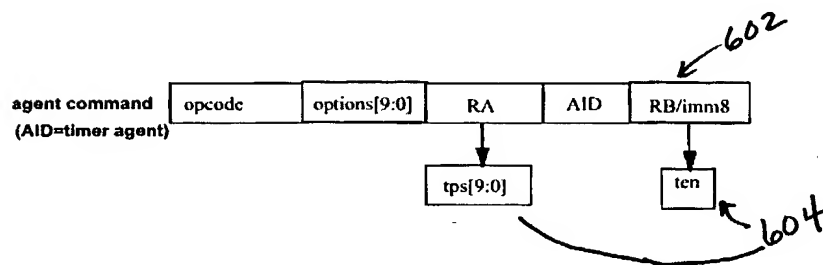 602
agent command
(AID=timer agent)
opcode
options[9:0]
RA
AID
RB/imm8
tps[9:0]
ten
604